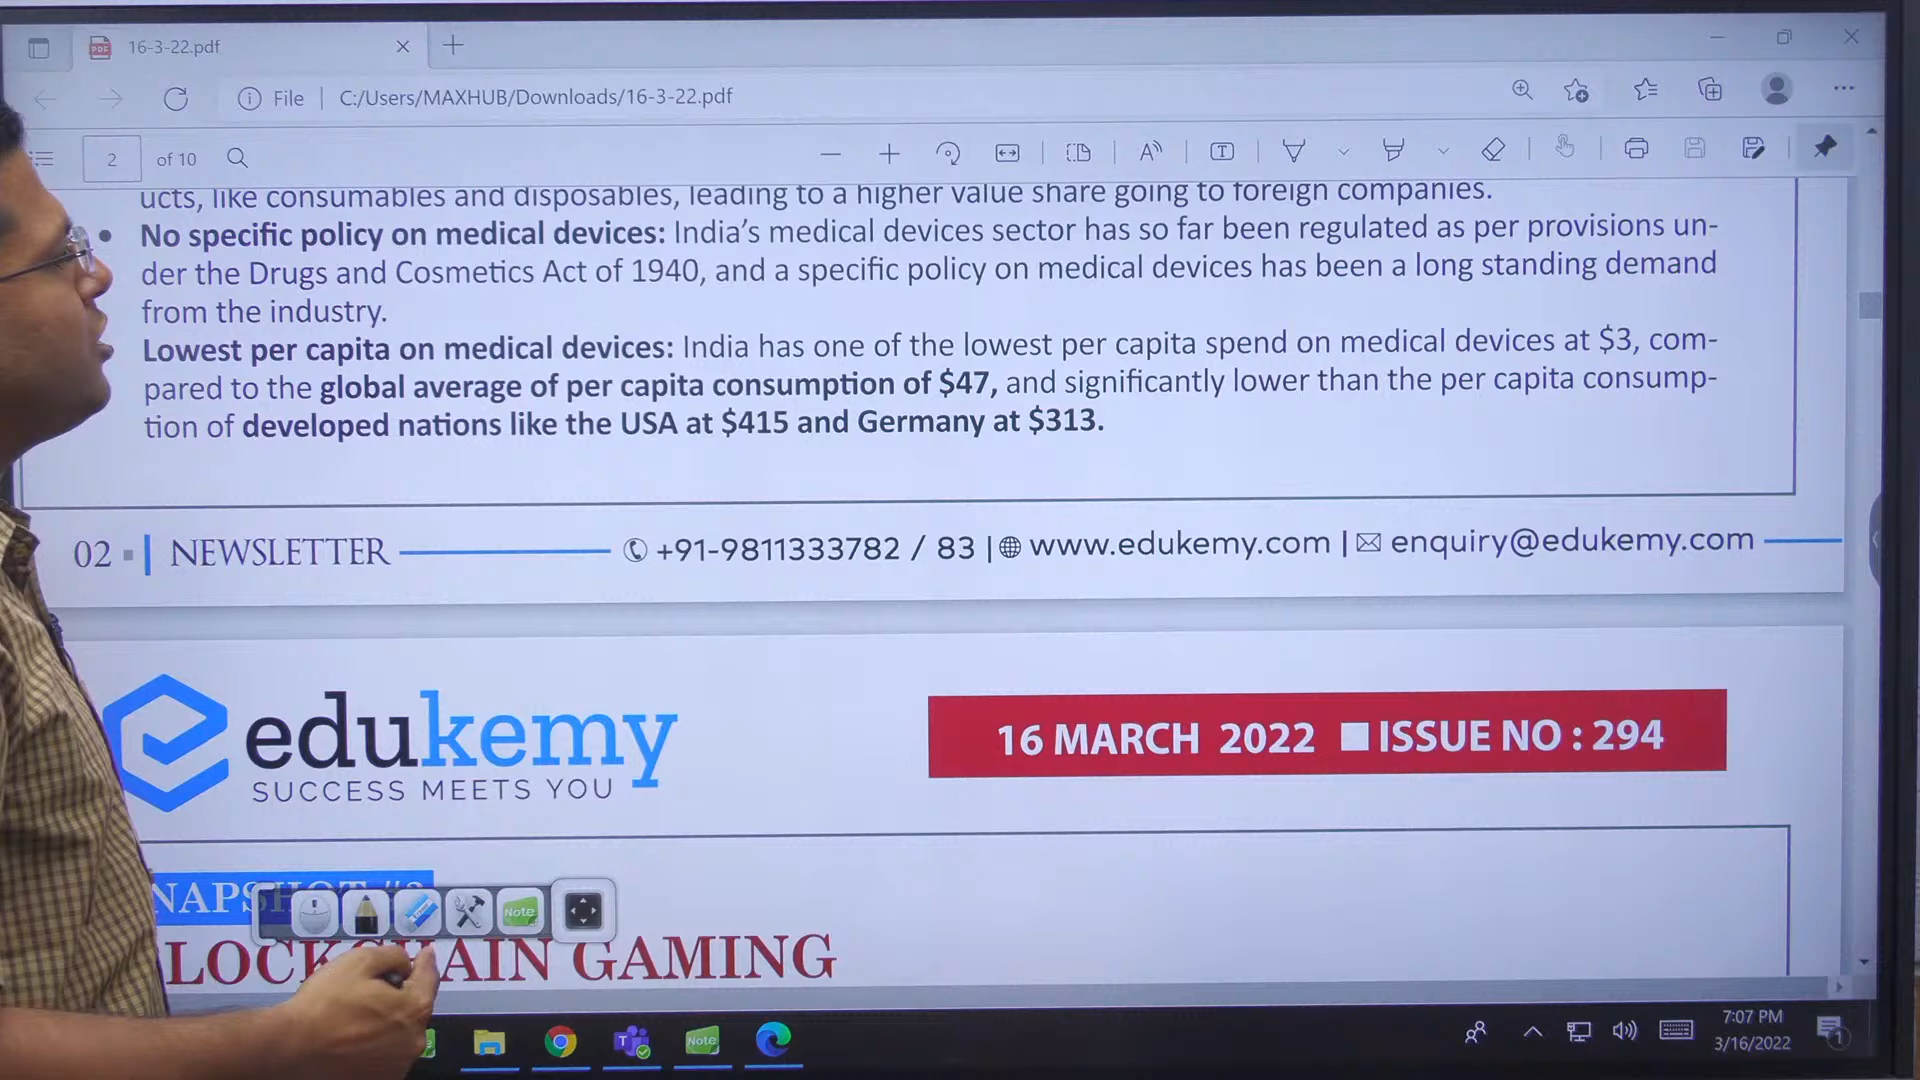 16-3-22.pdf
File | C:/Users/MAXHUB/Downloads/16-3-22.pdf
2 of 10
ucts, like consumables and disposables, leading to a higher value share going to foreign companies.
• No specific policy on medical devices: India's medical devices sector has so far been regulated as per provisions un-
der the Drugs and Cosmetics Act of 1940, and a specific policy on medical devices has been a long standing demand
from the industry.
Lowest per capita on medical devices: India has one of the lowest per capita spend on medical devices at $3, com-
pared to the global average of per capita consumption of $47, and significantly lower than the per capita consump-
tion of developed nations like the USA at $415 and Germany at $313.
02 NEWSLETTER +91-9811333782 / 83 | www.edukemy.com | enquiry@edukemy.com
edukemy
SUCCESS MEETS YOU
16 MARCH 2022 ■ ISSUE NO : 294
Note
GAMING
Note
7:07 PM
3/16/2022
1